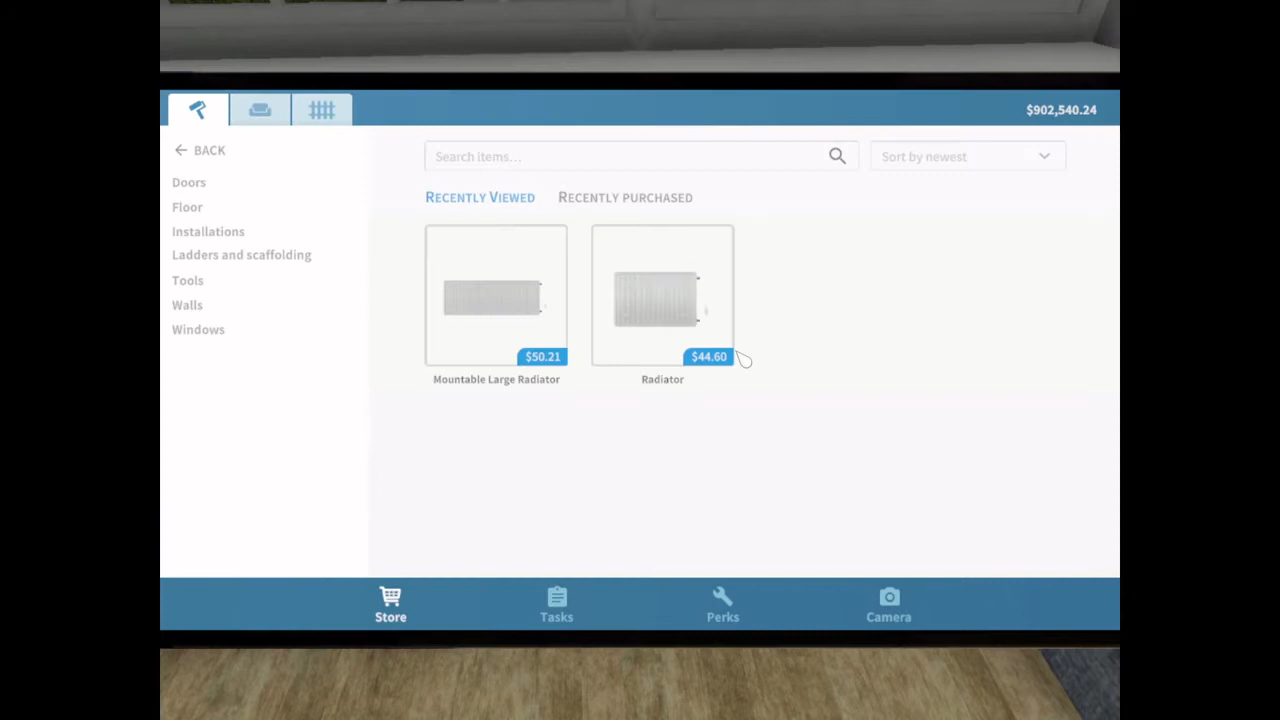 $902,540.24
BACK
Doors
Floor
Installations
Ladders and scaffolding
Tools
Walls
Windows
Search items...
Sort by newest
RECENTLY VIEWED
RECENTLY PURCHASED
$50.21
$44.60
Mountable Large Radiator
Radiator
Store
Tasks
Perks
Camera